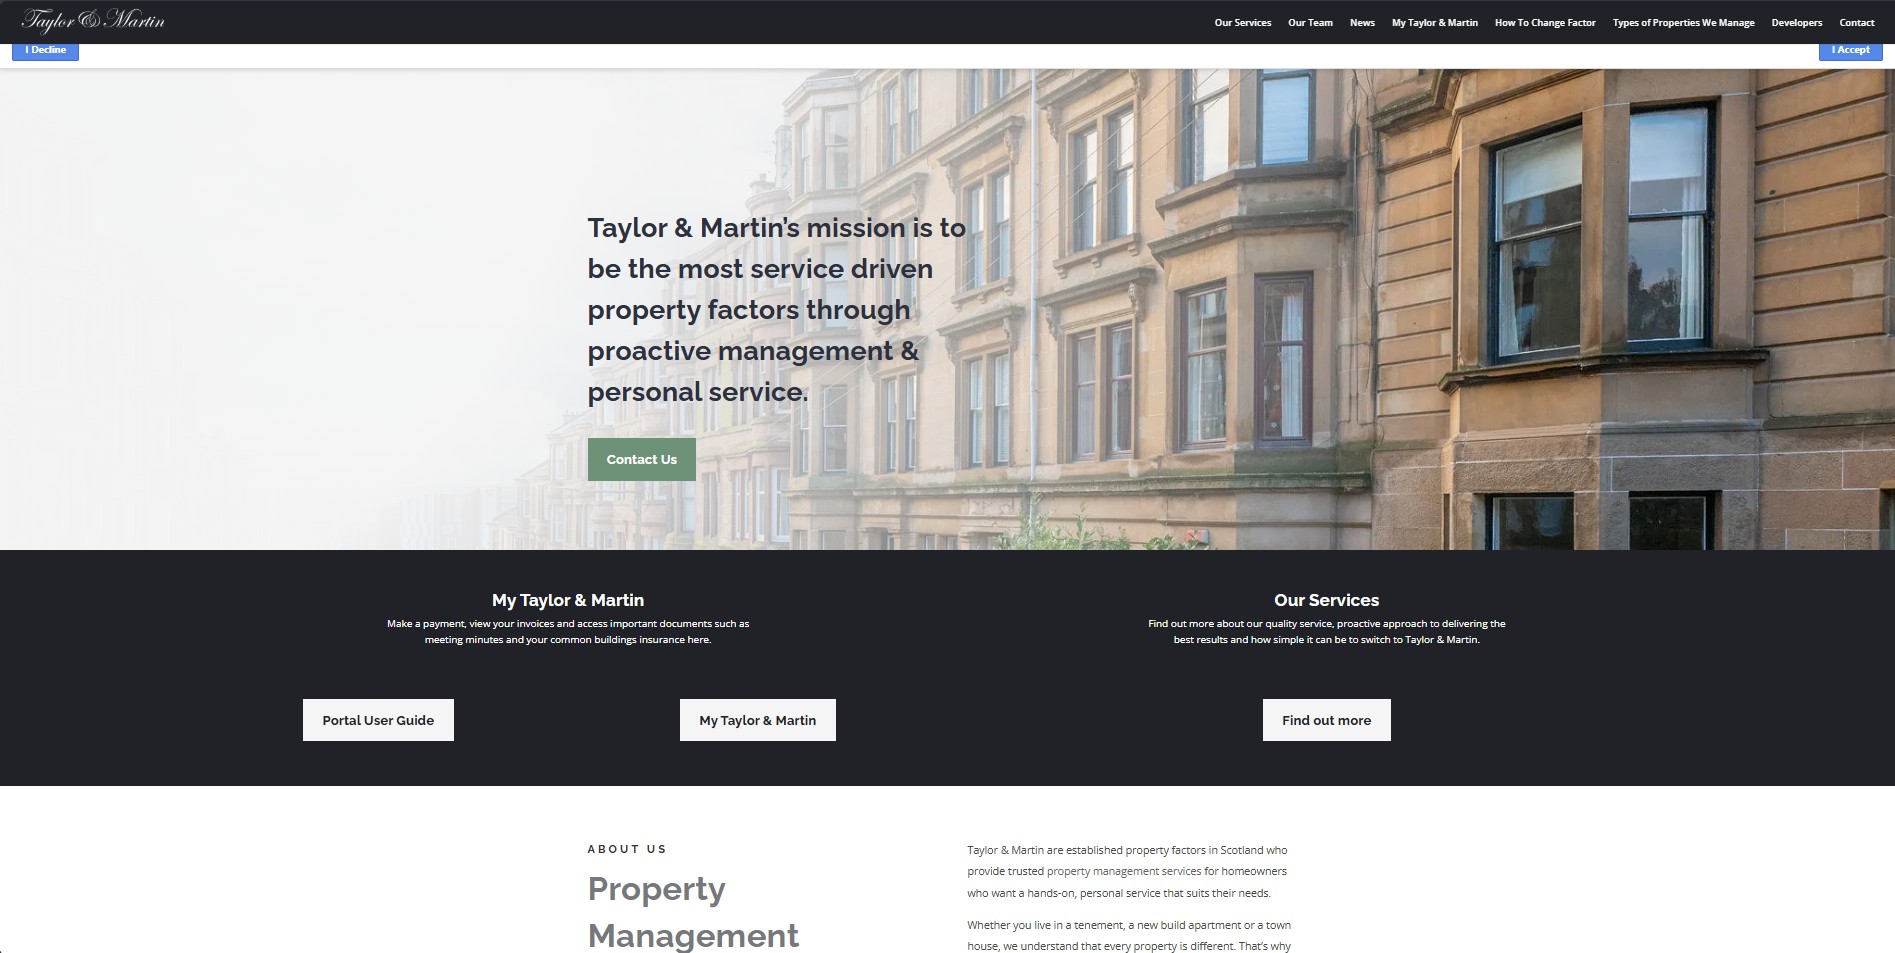 Taylor & Martin
Our Services
Our Team
News
My Taylor & Martin
How To Change Factor
Types of Properties We Manage
Developers
Contact
I Decline
I Accept
Taylor & Martin’s mission is to
be the most service driven
property factors through
proactive management &
personal service.
Contact Us
My Taylor & Martin
Make a payment, view your invoices and access important documents such as
meeting minutes and your common buildings insurance here.
Portal User Guide
My Taylor & Martin
Our Services
Find out more about our quality service, proactive approach to delivering the
best results and how simple it can be to switch to Taylor & Martin.
Find out more
ABOUT US
Property
Management
Taylor & Martin are established property factors in Scotland who
provide trusted property management services for homeowners
who want a hands-on, personal service that suits their needs.
Whether you live in a tenement, a new build apartment or a town
house, we understand that every property is different. That’s why